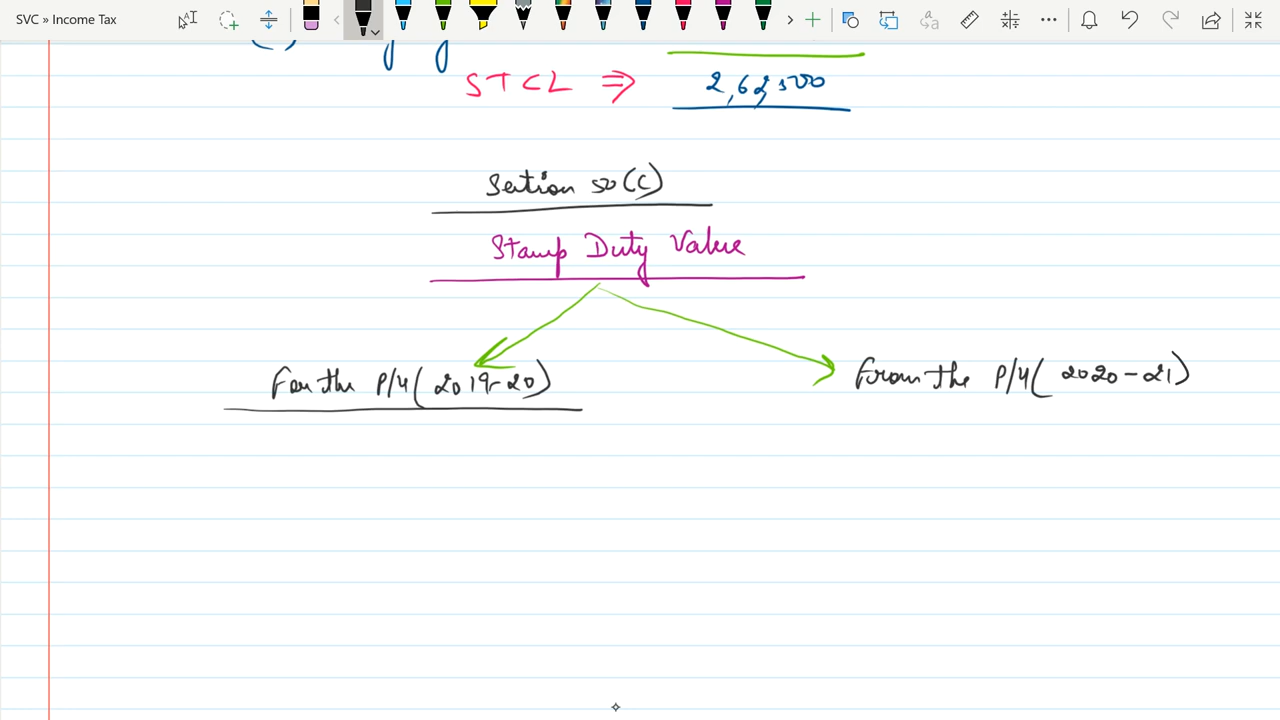 SVC » Income Tax
STCL ⇒ 2,62,500
Section 50(C)
Stamp Duty Value
For the P/Y(2019-20)
From the P/Y(2020-21)